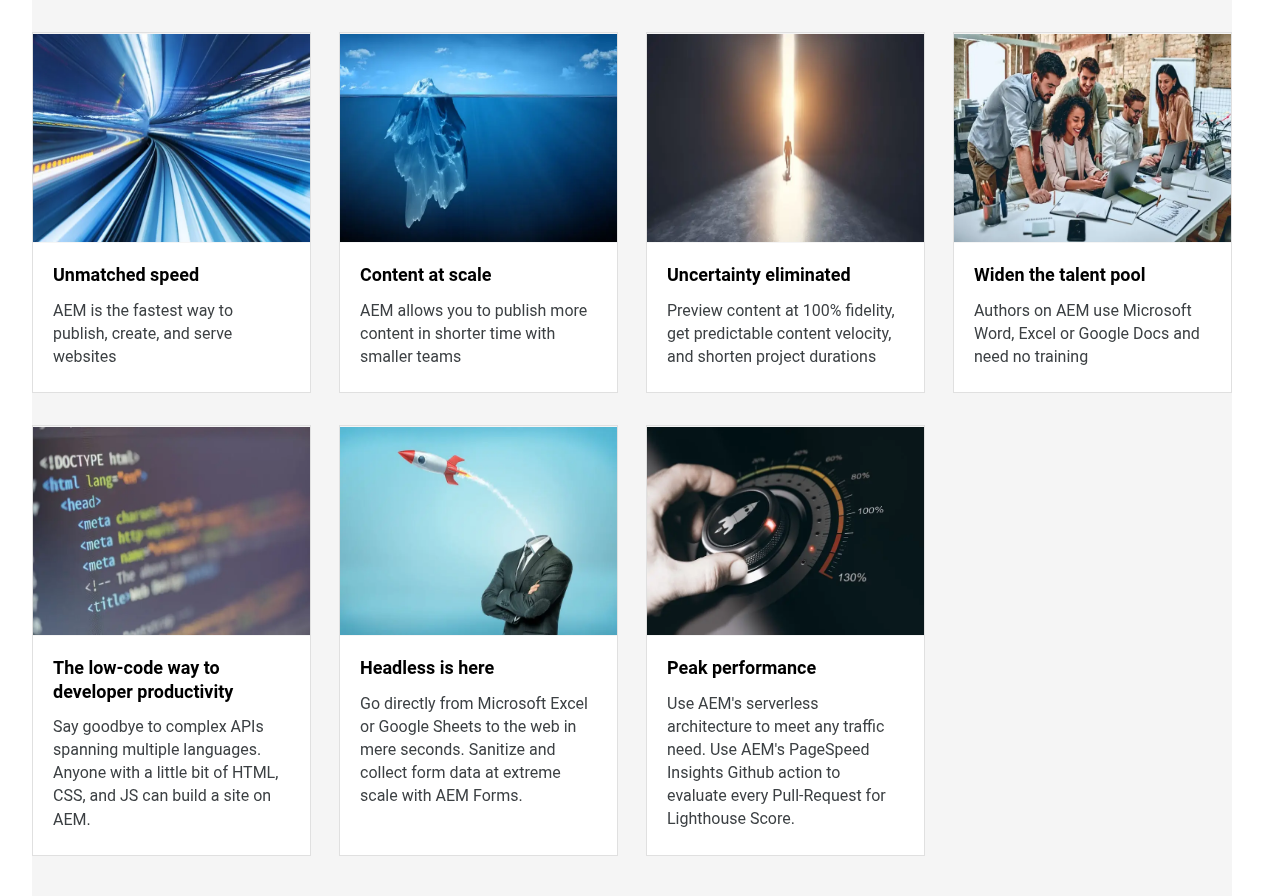 Unmatched speed
AEM is the fastest way to
publish, create, and serve
websites
Content at scale
AEM allows you to publish more
content in shorter time with
smaller teams
Uncertainty eliminated
Preview content at 100% fidelity,
get predictable content velocity,
and shorten project durations
Widen the talent pool
Authors on AEM use Microsoft
Word, Excel or Google Docs and
need no training
<!DOCTYPE html>
<html lang="en">
<head>
<meta
<meta
<meta name=
<!-- The above
<title>Web Design
The low-code way to
developer productivity
Say goodbye to complex APIs
spanning multiple languages.
Anyone with a little bit of HTML,
CSS, and JS can build a site on
AEM.
Headless is here
Go directly from Microsoft Excel
or Google Sheets to the web in
mere seconds. Sanitize and
collect form data at extreme
scale with AEM Forms.
60%
80%
100%
130%
Peak performance
Use AEM's serverless
architecture to meet any traffic
need. Use AEM's PageSpeed
Insights Github action to
evaluate every Pull-Request for
Lighthouse Score.